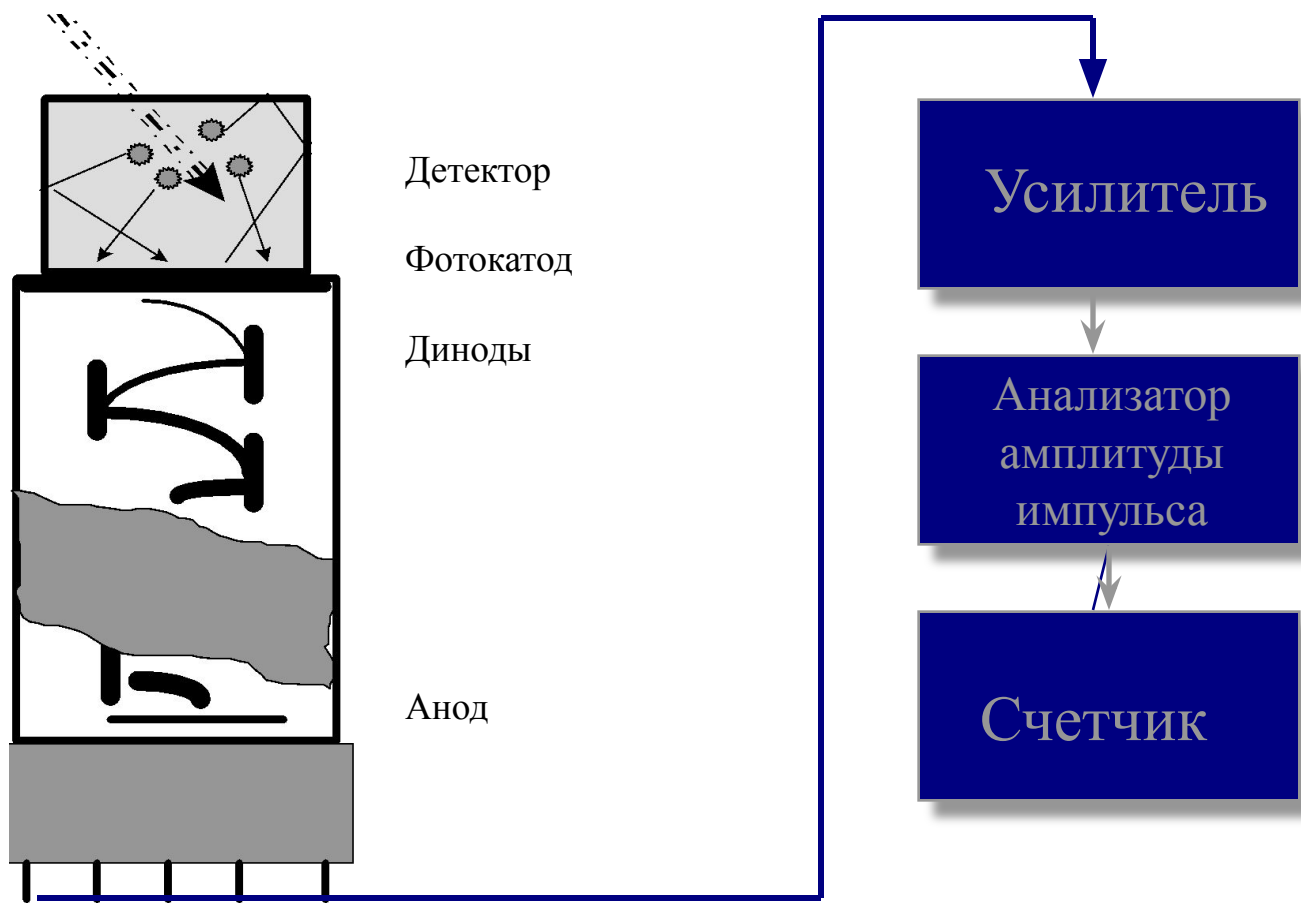 Детектор
Фотокатод
Диноды
Анод
Усилитель
Анализатор
амплитуды
импульса
Счетчик